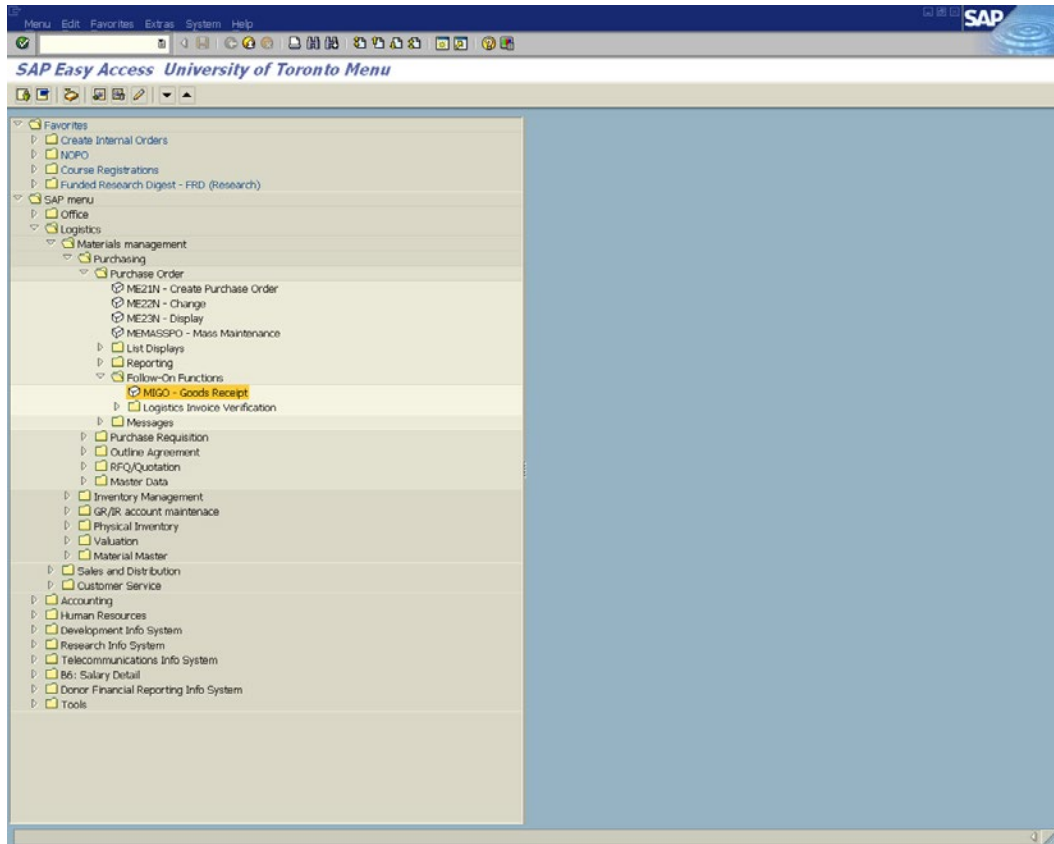 Menu Edit Favorites Extras System Help
SAP
SAP Easy Access University of Toronto Menu
Favorites
Create Internal Orders
NOPO
Course Registrations
Funded Research Digest - FRD (Research)
SAP menu
Office
Logistics
Materials management
Purchasing
Purchase Order
ME21N - Create Purchase Order
ME22N - Change
ME23N - Display
MEMASSPO - Mass Maintenance
List Displays
Reporting
Follow-On Functions
MIGO - Goods Receipt
Logistics Invoice Verification
Messages
Purchase Requisition
Outline Agreement
RFQ/Quotation
Master Data
Inventory Management
GR/IR account maintenace
Physical Inventory
Valuation
Material Master
Sales and Distribution
Customer Service
Accounting
Human Resources
Development Info System
Research Info System
Telecommunications Info System
B6: Salary Detail
Donor Financial Reporting Info System
Tools